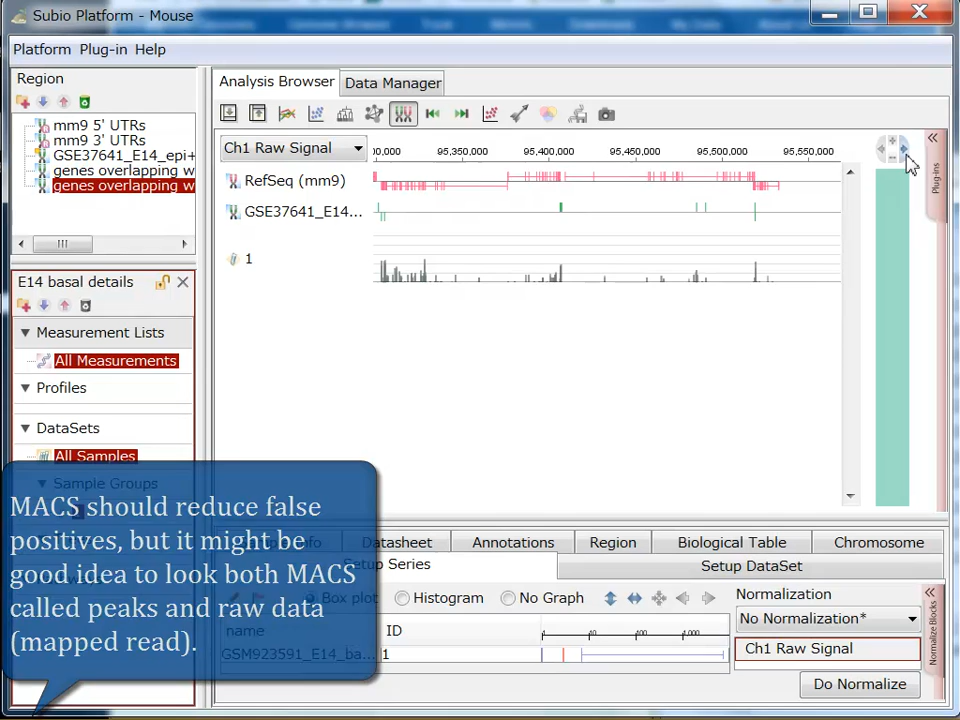 Subio Platform - Mouse
Platform Plug-in Help
Region
mm9 5' UTRs
mm9 3' UTRs
GSE37641_E14_epi+
genes overlapping w
genes overlapping w
E14 basal details
Measurement Lists
All Measurements
Profiles
DataSets
All Samples
Sample Groups
MACS should reduce false
positives, but it might be
good idea to look both MACS
called peaks and raw data
(mapped read).
Analysis Browser Data Manager
Ch1 Raw Signal
00,000 95,350,000 95,400,000 95,450,000 95,500,000 95,550,000
RefSeq (mm9)
GSE37641_E14...
1
Plug-ins
Datasheet Annotations Region Biological Table Chromosome
Setup Series Setup DataSet
Box plot Histogram No Graph
name ID
GSM923591_E14_ba... 1
Normalization
No Normalization*
Ch1 Raw Signal
Do Normalize
Normalize Blocks